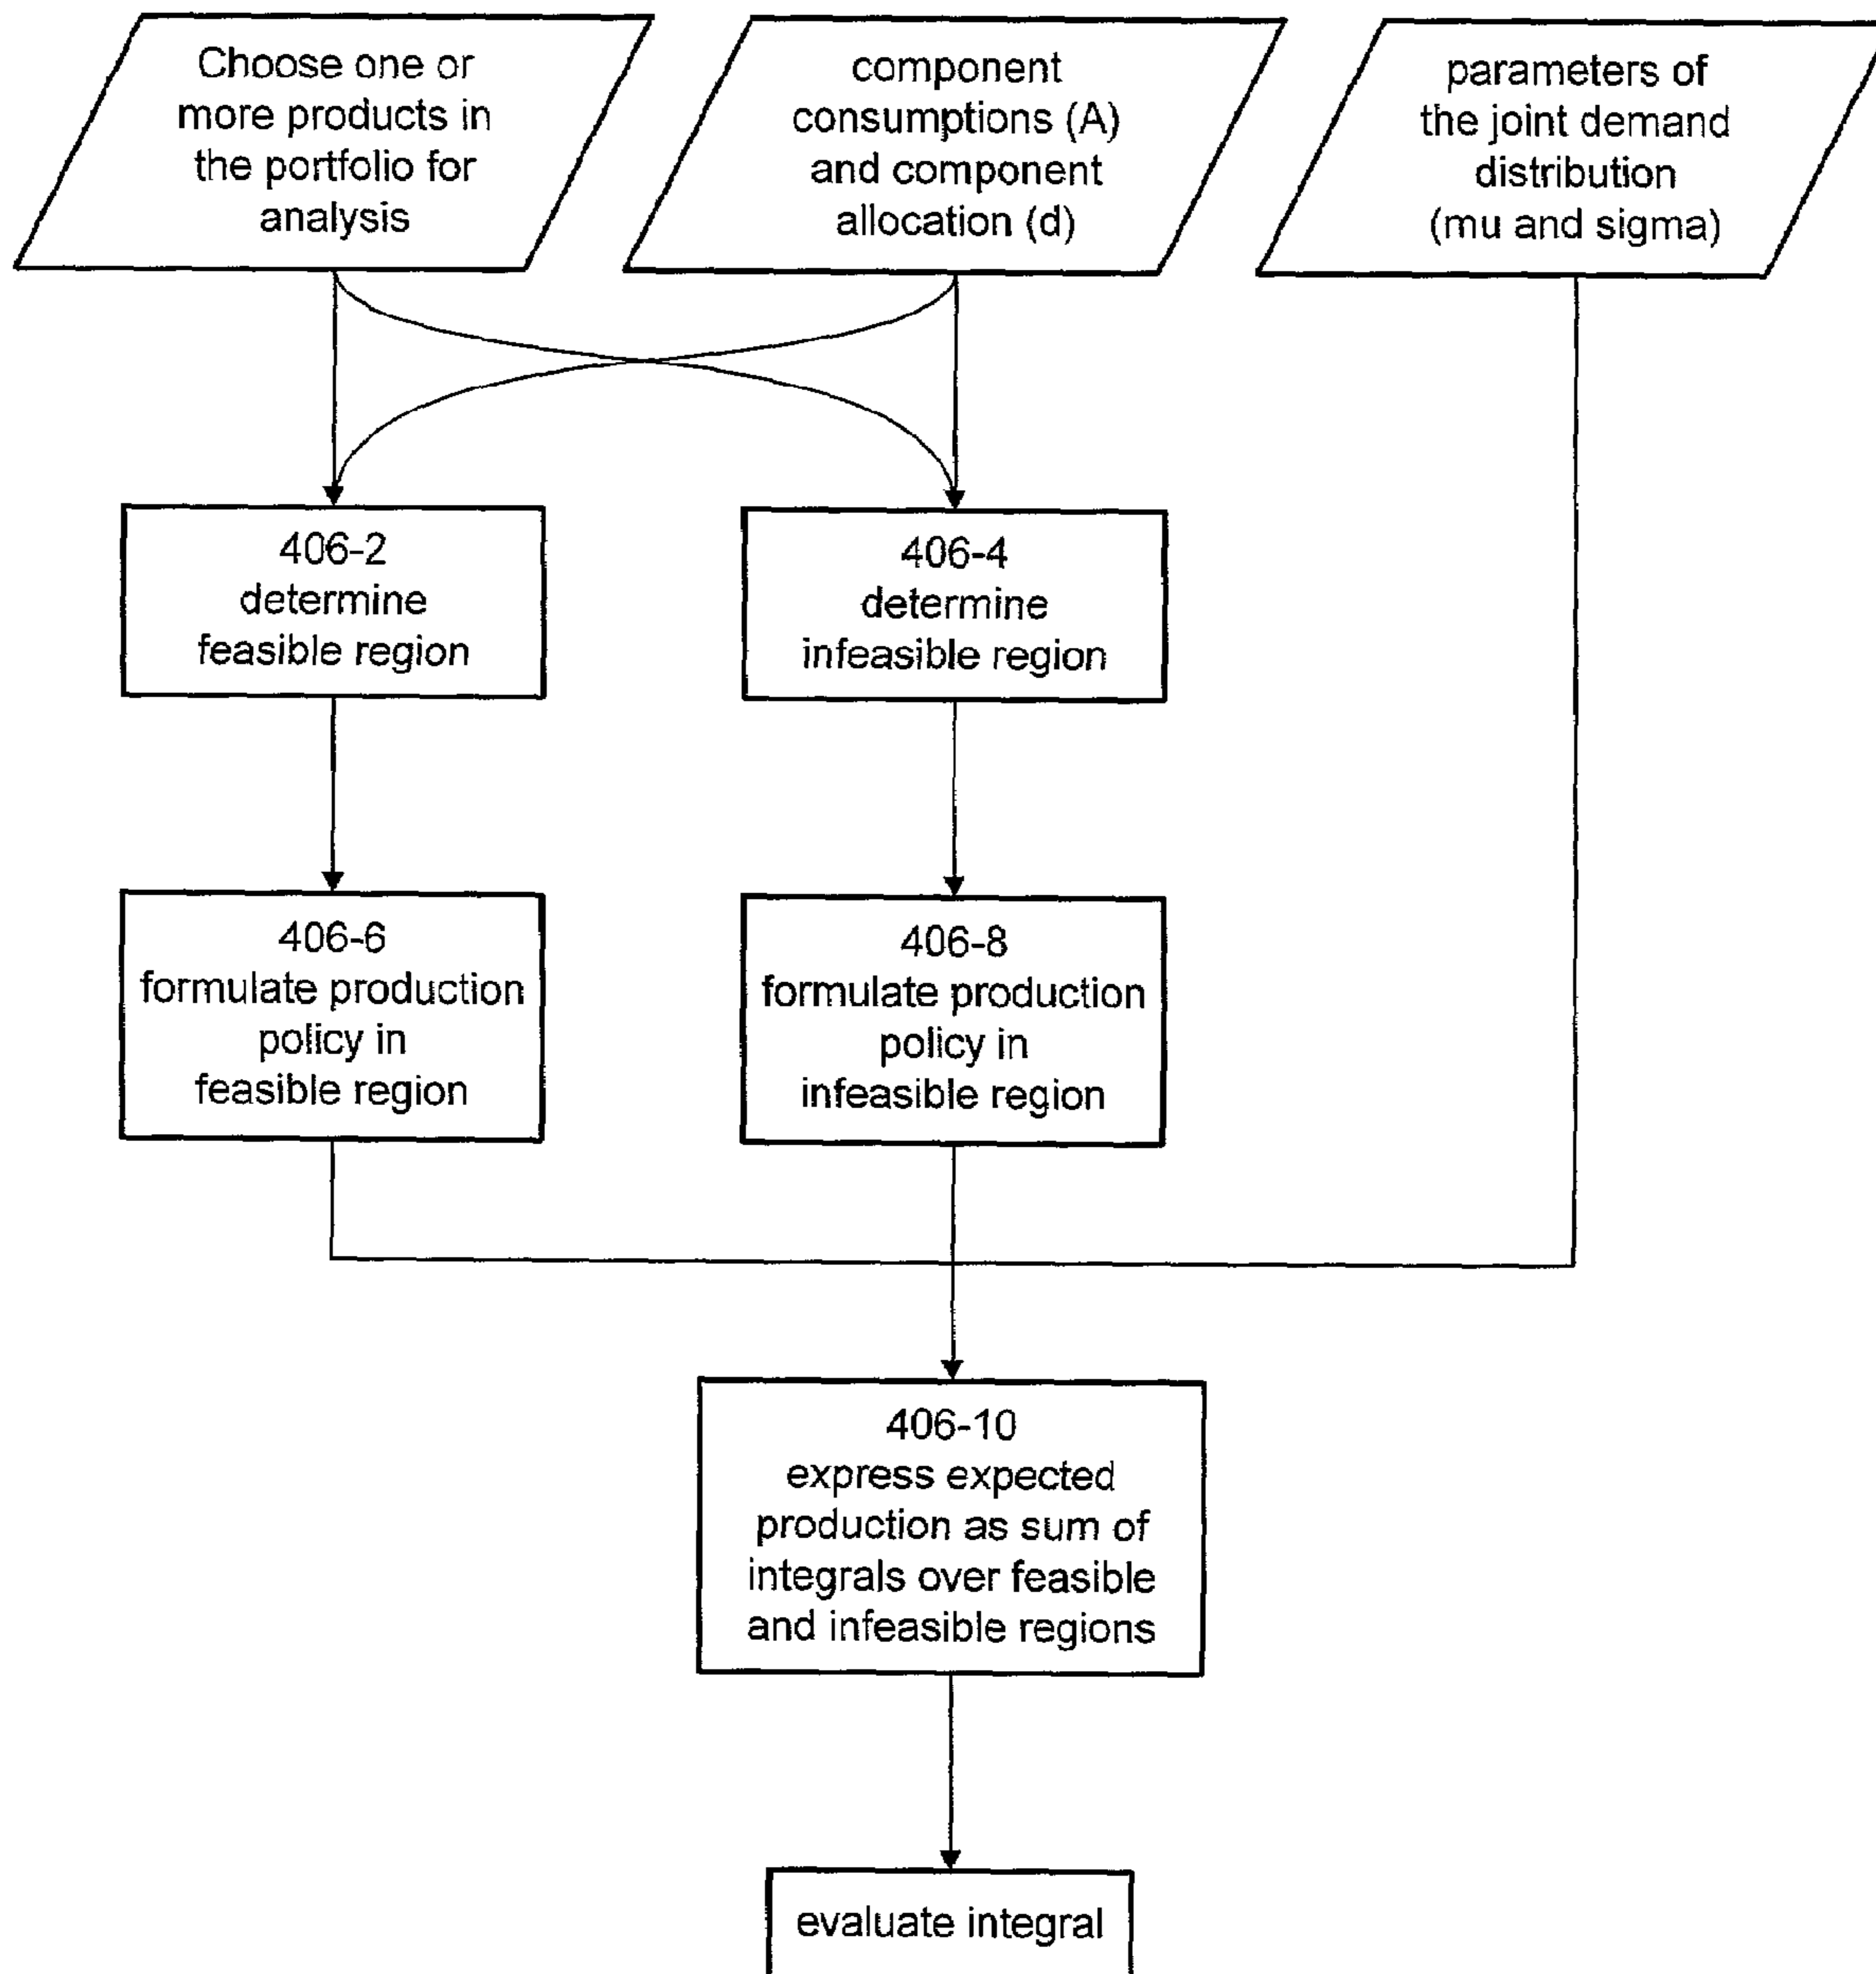 Choose one or
more products in
the portfolio for
analysis
component
consumptions (A)
and component
allocation (d)
parameters of
the joint demand
distribution
(mu and sigma)
406-2
determine
feasible region
406-4
determine
infeasible region
406-6
formulate production
policy in
feasible region
406-8
formulate production
policy in
infeasible region
406-10
express expected
production as sum of
integrals over feasible
and infeasible regions
evaluate integral